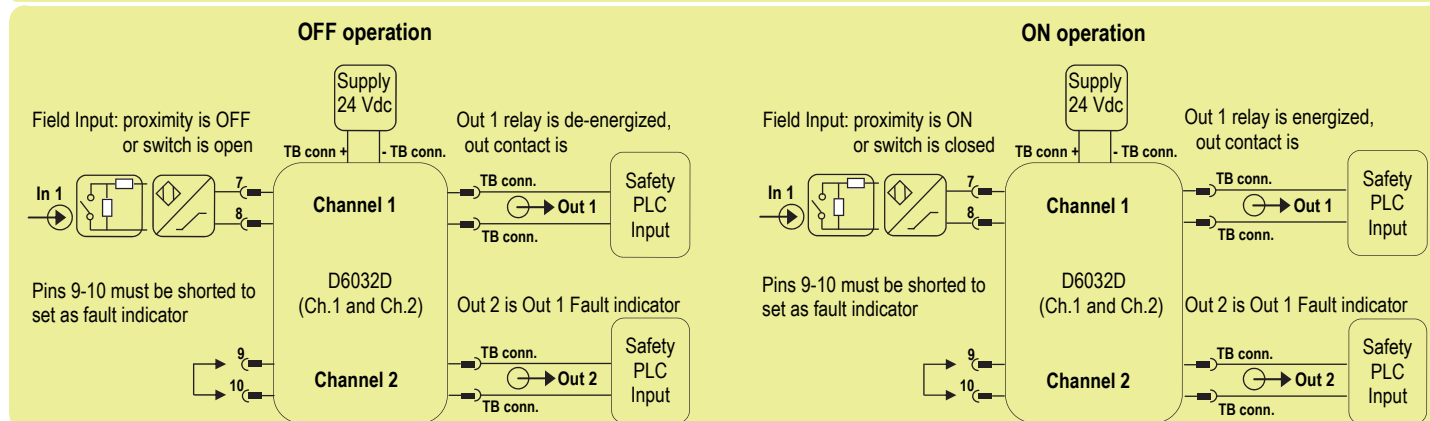 OFF operation
Supply
24 Vdc
Field Input: proximity is OFF
or switch is open
Out 1 relay is de-energized,
out contact is
TB conn +
- TB conn.
In 1
7
8
Channel 1
TB conn.
Out 1
TB conn.
Safety
PLC
Input
Pins 9-10 must be shorted to
set as fault indicator
D6032D
(Ch.1 and Ch.2)
Out 2 is Out 1 Fault indicator
9
10
Channel 2
TB conn.
Out 2
TB conn.
Safety
PLC
Input
ON operation
Supply
24 Vdc
Field Input: proximity is ON
or switch is closed
Out 1 relay is energized,
out contact is
TB conn +
- TB conn.
In 1
7
8
Channel 1
TB conn.
Out 1
TB conn.
Safety
PLC
Input
Pins 9-10 must be shorted to
set as fault indicator
D6032D
(Ch.1 and Ch.2)
Out 2 is Out 1 Fault indicator
9
10
Channel 2
TB conn.
Out 2
TB conn.
Safety
PLC
Input